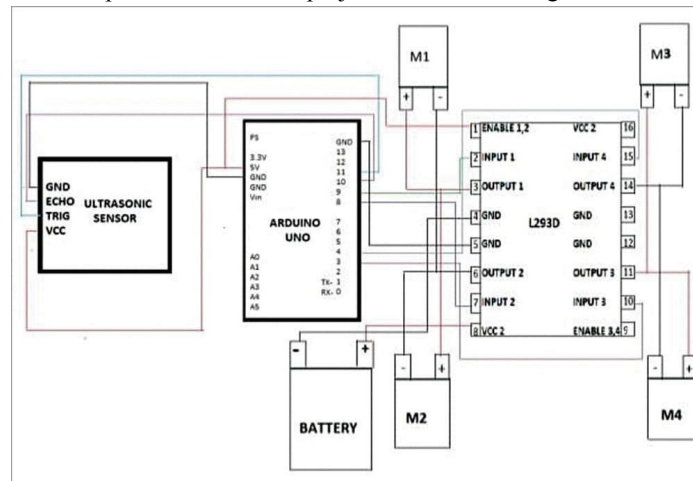 M1
M3
+ -
+ -
GND
ECHO
TRIG
VCC
ULTRASONIC
SENSOR
3.3V
5V
GND
GND
Vin
A0
A1
A2
A3
A4
A5
ARDUINO
UNO
GND
13
12
11
10
9
8
7
6
5
4
3
2
TX- 1
RX- 0
1 ENABLE 1,2 VCC 2 16
2 INPUT 1 INPUT 4 15
3 OUTPUT 1 OUTPUT 4 14
4 GND GND 13
L293D
5 GND GND 12
6 OUTPUT 2 OUTPUT 3 11
7 INPUT 2 INPUT 3 10
8 VCC 2 ENABLE 3,4 9
- +
BATTERY
- +
M2
- +
M4